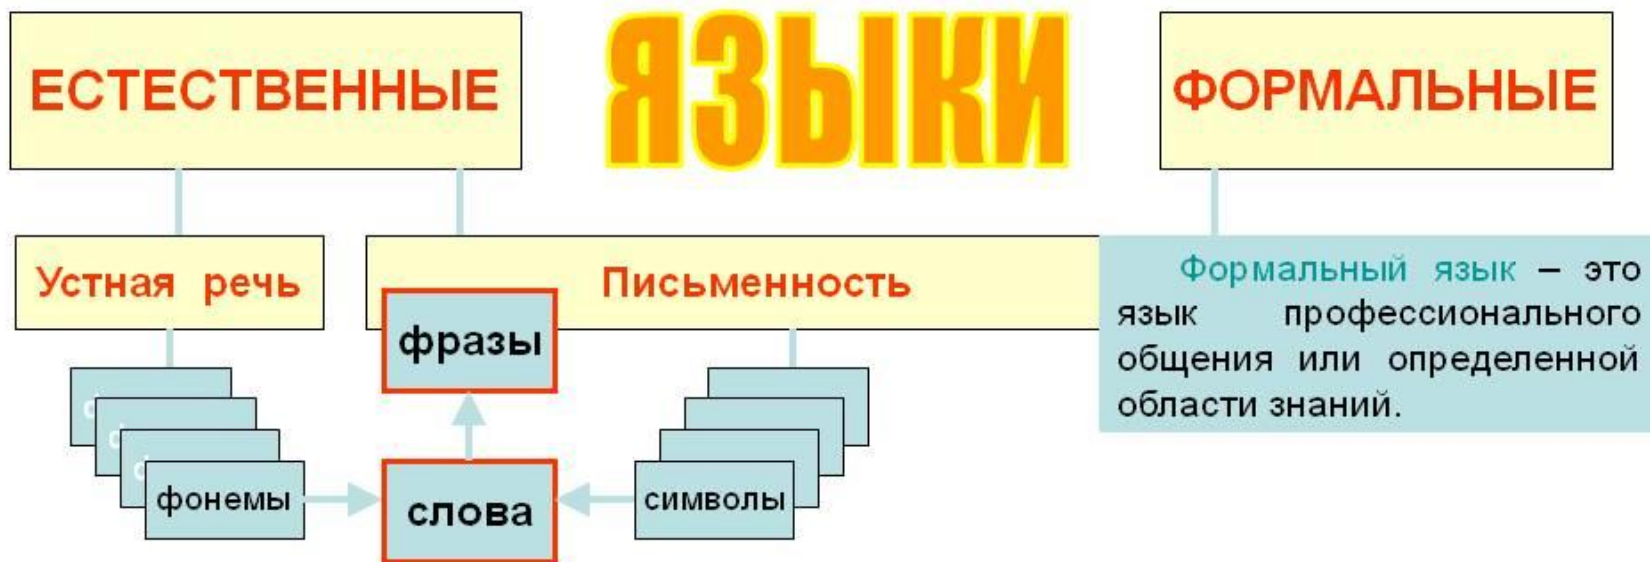 ЯЗЫКИ
ЕСТЕСТВЕННЫЕ
ФОРМАЛЬНЫЕ
Устная речь
Письменность
Формальный язык – это
язык профессионального
общения или определенной
области знаний.
фразы
фонемы
слова
символы